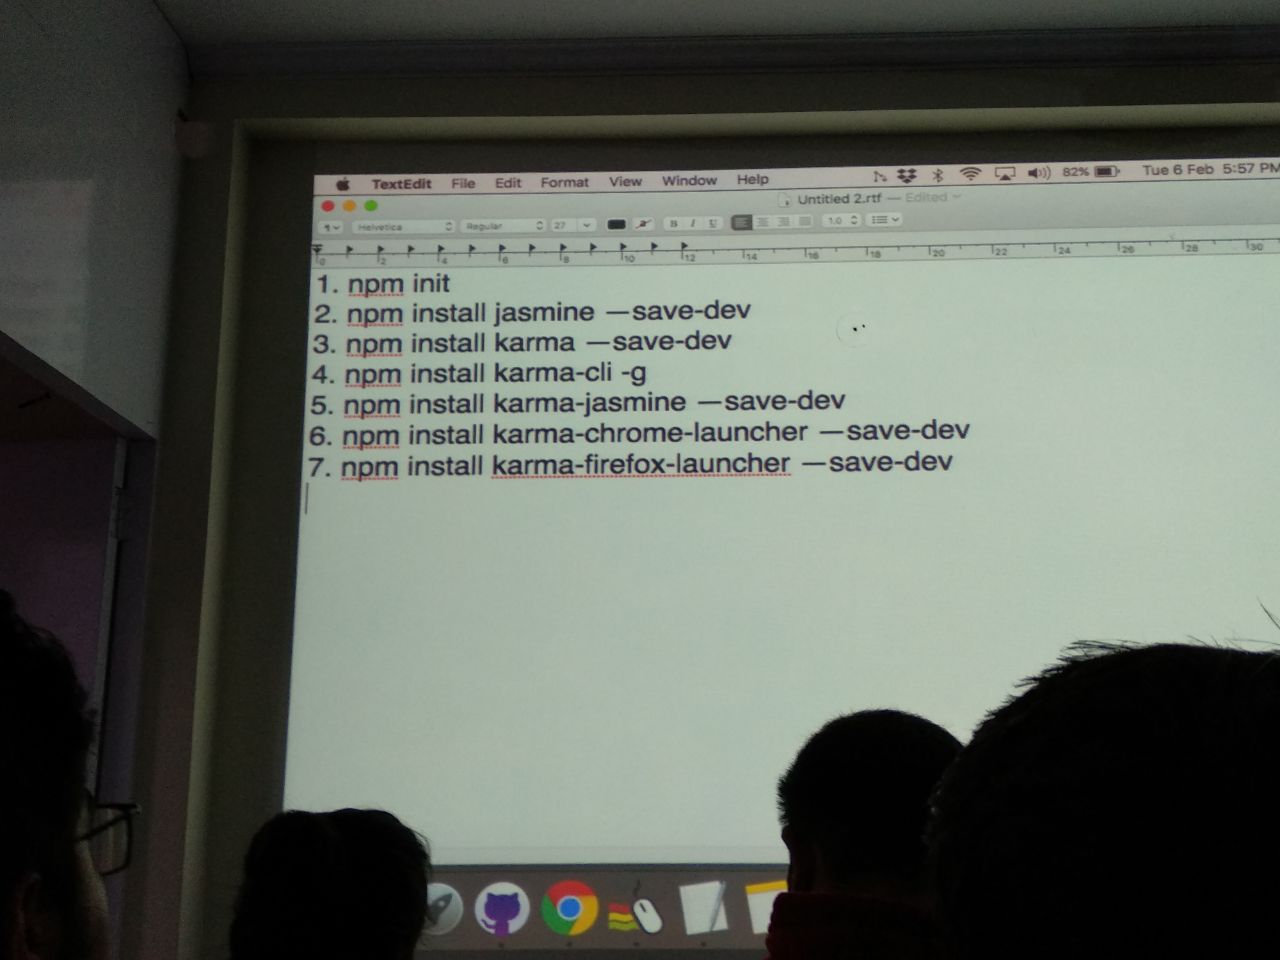 TextEdit File Edit Format View Window Help 82% Tue 6 Feb 5:57 PM
Untitled 2.rtf — Edited
Helvetica Regular 27 B I U 1.0
0 2 4 6 8 10 12 14 16 18 20 22 24 26 28 30
1. npm init
2. npm install jasmine —save-dev
3. npm install karma —save-dev
4. npm install karma-cli -g
5. npm install karma-jasmine —save-dev
6. npm install karma-chrome-launcher —save-dev
7. npm install karma-firefox-launcher —save-dev